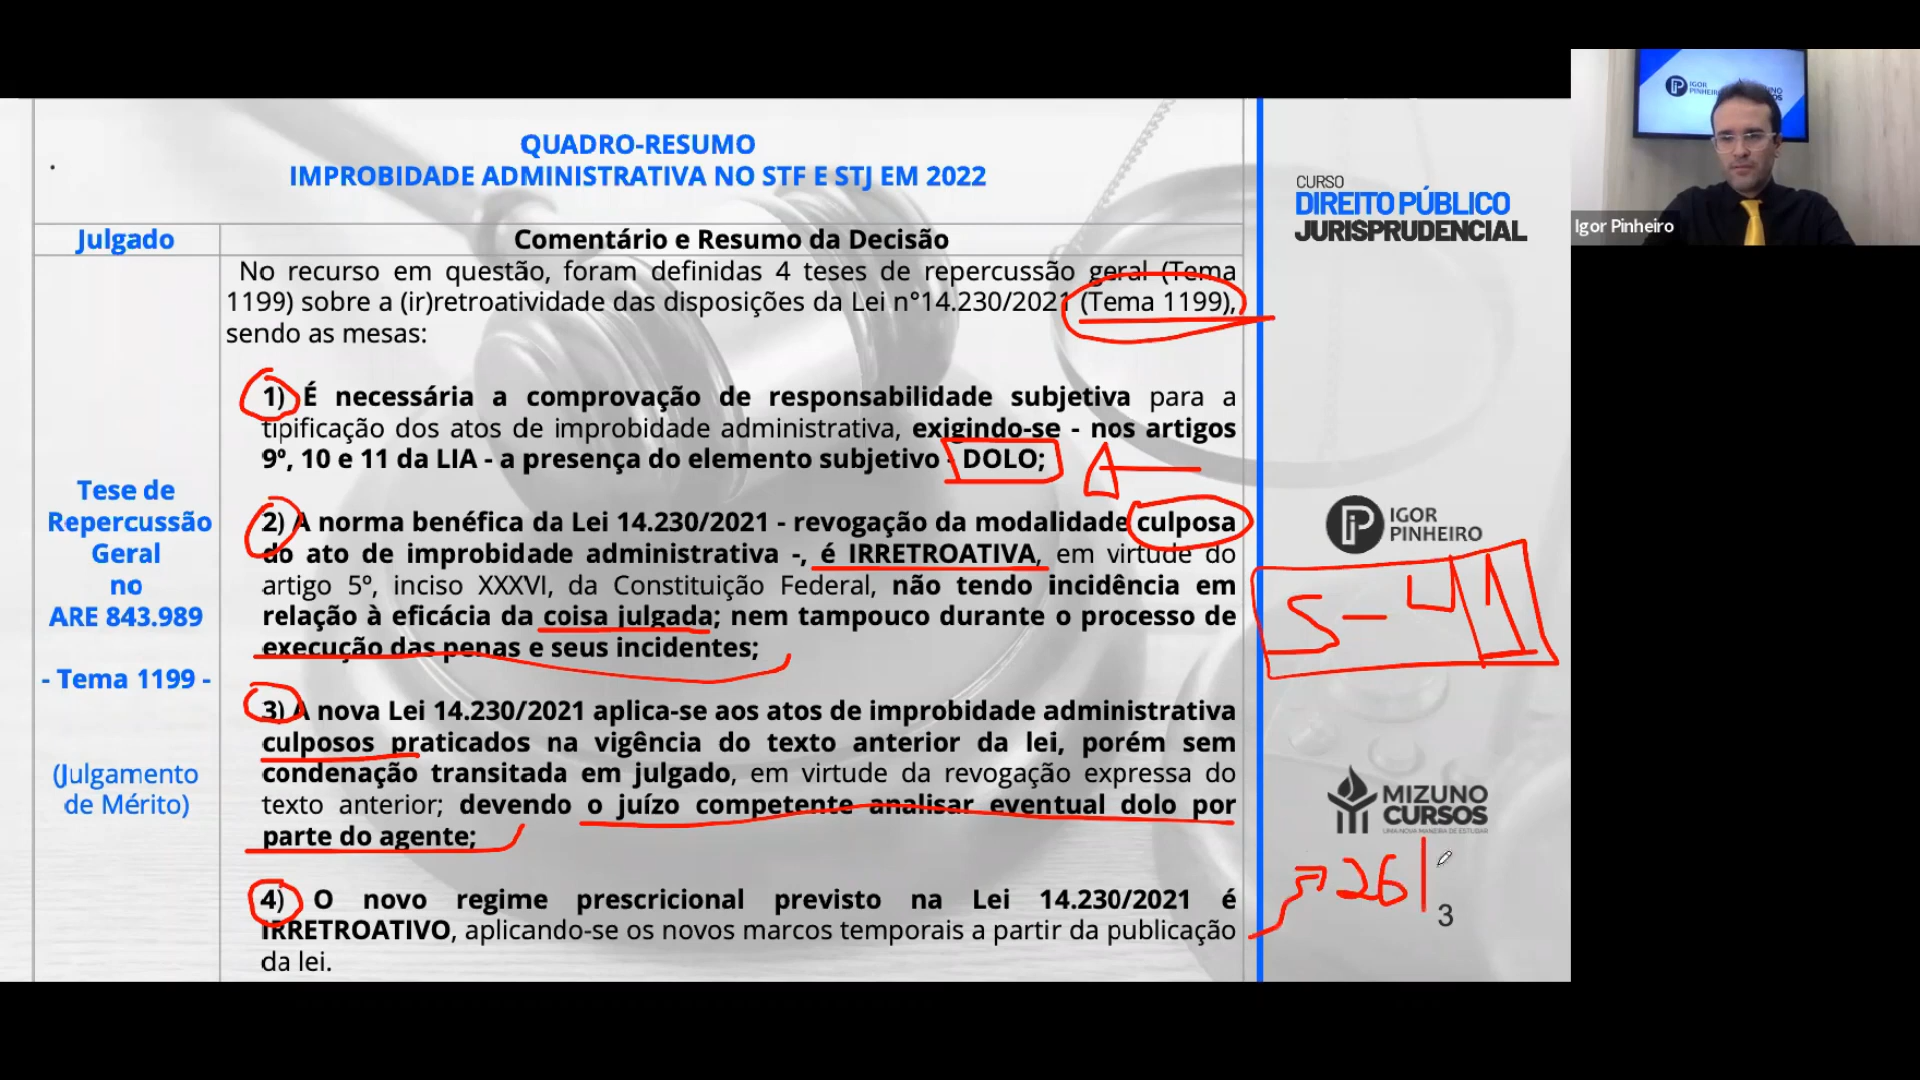 QUADRO-RESUMO
IMPROBIDADE ADMINISTRATIVA NO STF E STJ EM 2022
Julgado
Comentário e Resumo da Decisão
Tese de
Repercussão
Geral
no
ARE 843.989
- Tema 1199 -
(Julgamento
de Mérito)
No recurso em questão, foram definidas 4 teses de repercussão geral (Tema
1199) sobre a (ir)retroatividade das disposições da Lei n°14.230/2021 (Tema 1199),
sendo as mesas:
1) É necessária a comprovação de responsabilidade subjetiva para a
tipificação dos atos de improbidade administrativa, exigindo-se - nos artigos
9º, 10 e 11 da LIA - a presença do elemento subjetivo - DOLO;
2) A norma benéfica da Lei 14.230/2021 - revogação da modalidade culposa
do ato de improbidade administrativa -, é IRRETROATIVA, em virtude do
artigo 5º, inciso XXXVI, da Constituição Federal, não tendo incidência em
relação à eficácia da coisa julgada; nem tampouco durante o processo de
execução das penas e seus incidentes;
3) A nova Lei 14.230/2021 aplica-se aos atos de improbidade administrativa
culposos praticados na vigência do texto anterior da lei, porém sem
condenação transitada em julgado, em virtude da revogação expressa do
texto anterior; devendo o juízo competente analisar eventual dolo por
parte do agente;
4) O novo regime prescricional previsto na Lei 14.230/2021 é
IRRETROATIVO, aplicando-se os novos marcos temporais a partir da publicação
da lei.
CURSO
DIREITO PÚBLICO
JURISPRUDENCIAL
IGOR
PINHEIRO
MIZUNO
CURSOS
UMA NOVA MANEIRA DE ESTUDAR
26
3
IGOR
PINHEIRO
Igor Pinheiro